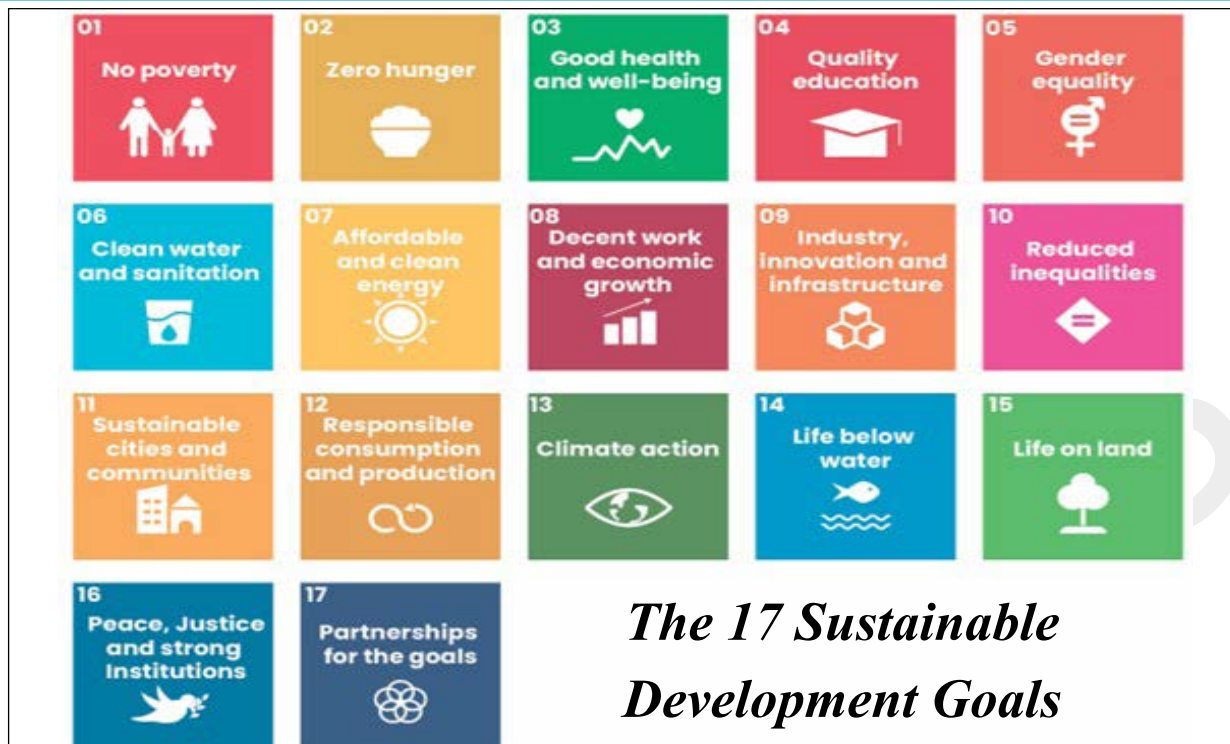 01
No poverty
02
Zero hunger
03
Good health
and well-being
04
Quality
education
05
Gender
equality
06
Clean water
and sanitation
07
Affordable
and clean
energy
08
Decent work
and economic
growth
09
Industry,
innovation and
infrastructure
10
Reduced
inequalities
11
Sustainable
cities and
communities
12
Responsible
consumption
and production
13
Climate action
14
Life below
water
15
Life on land
16
Peace, Justice
and strong
Institutions
17
Partnerships
for the goals
The 17 Sustainable
Development Goals